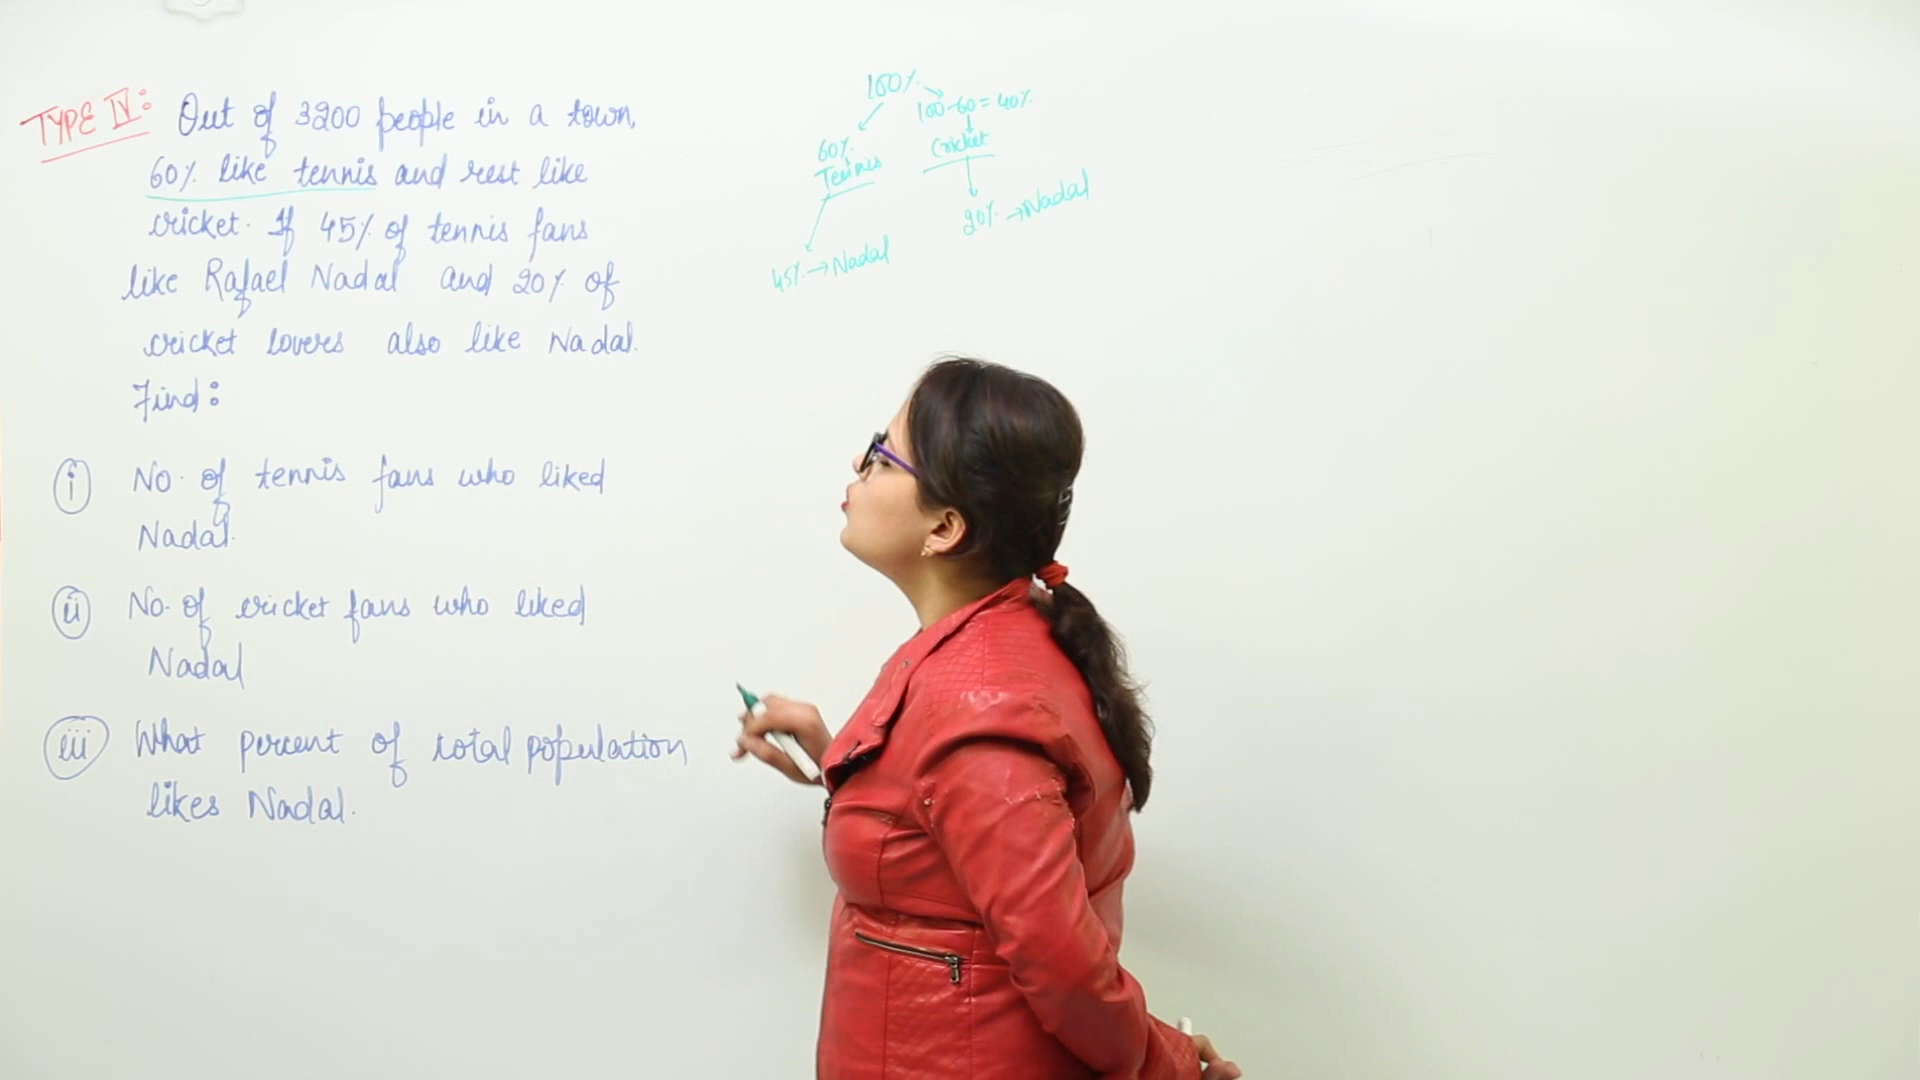 TYPE IV: Out of 3200 people in a town,
60% like tennis and rest like
cricket. If 45% of tennis fans
like Rafael Nadal and 20% of
cricket lovers also like Nadal.
Find:
i No. of tennis fans who liked
Nadal.
ii No. of cricket fans who liked
Nadal
iii What percent of total population
likes Nadal.
100%
100-60=40%
60%
Tennis
Cricket
20% → Nadal
45% → Nadal